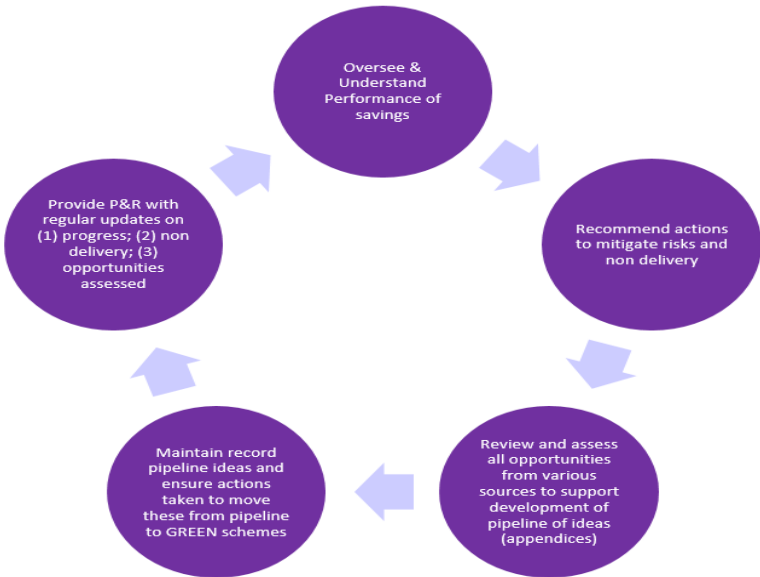 Oversee &
Understand
Performance of
savings
Recommend actions
to mitigate risks and
non delivery
Review and assess
all opportunities
from various
sources to support
development of
pipeline of ideas
(appendices)
Maintain record
pipeline ideas and
ensure actions
taken to move
these from pipeline
to GREEN schemes
Provide P&R with
regular updates on
(1) progress; (2) non
delivery; (3)
opportunities
assessed